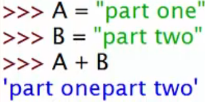 >>> A = "part one"
>>> B = "part two"
>>> A + B
'part onepart two'